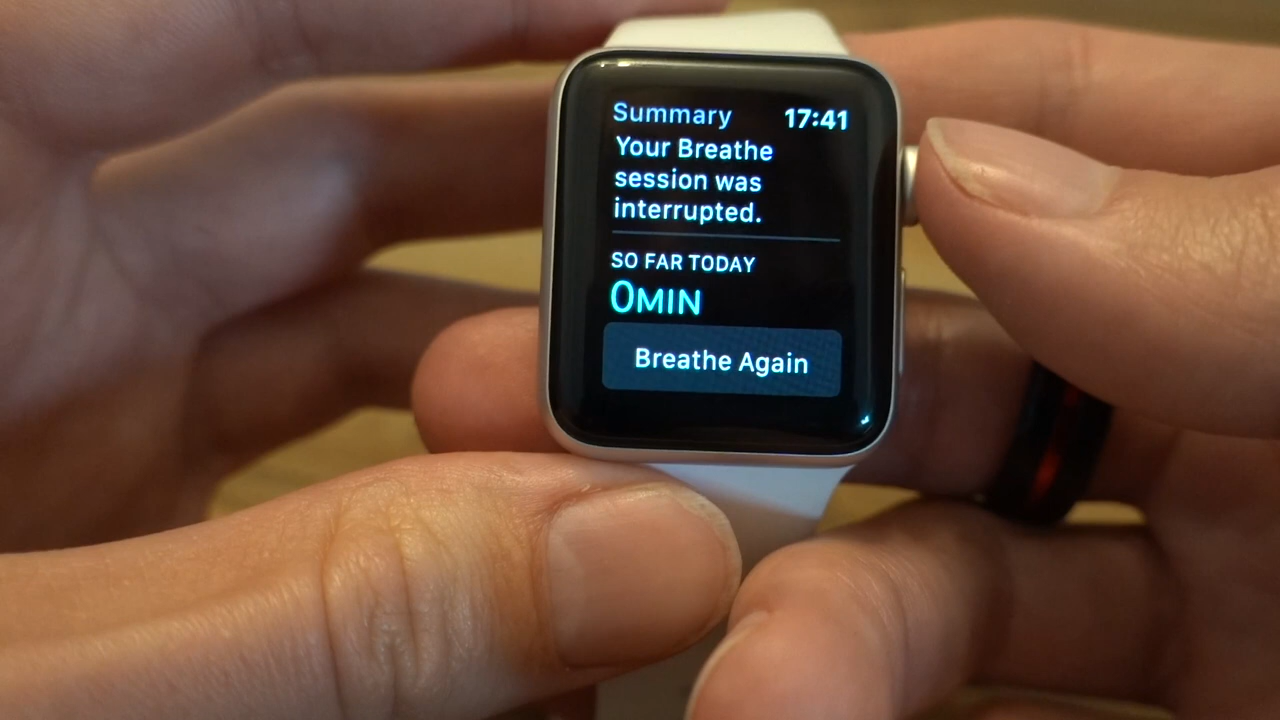 Summary 17:41
Your Breathe
session was
interrupted.
SO FAR TODAY
0MIN
Breathe Again